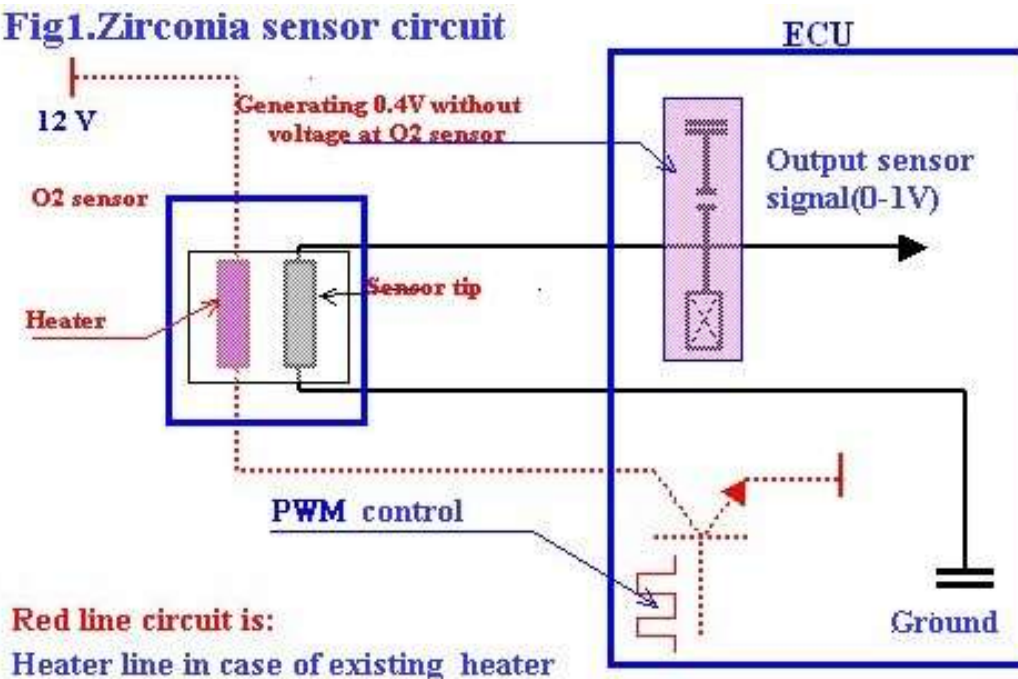 Fig1.Zirconia sensor circuit
ECU
12 V
Generating 0.4V without
voltage at O2 sensor
Output sensor
signal(0-1V)
O2 sensor
Sensor tip
Heater
PWM control
Ground
Red line circuit is:
Heater line in case of existing heater